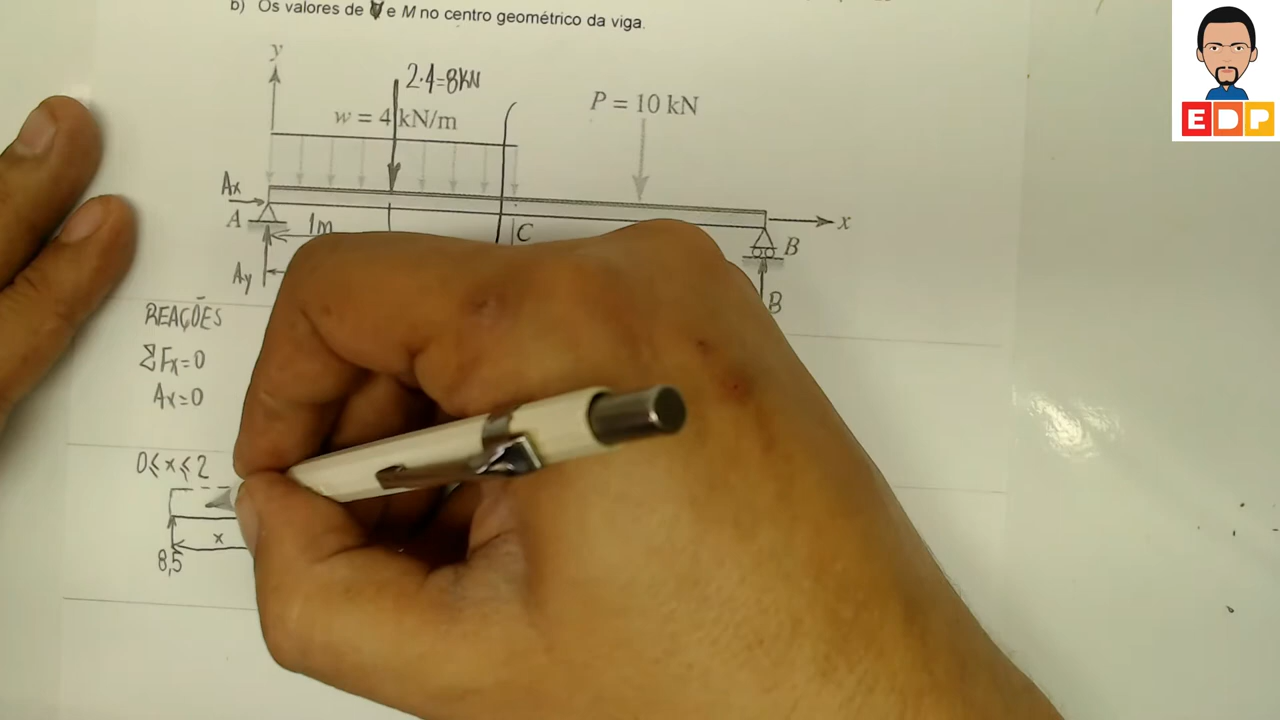 b) Os valores de V e M no centro geométrico da viga.
y
2·4=8KN
w = 4 kN/m
P = 10 kN
Ax
A
1m
C
x
B
Ay
B
REAÇÕES
ΣFx=0
Ax=0
0≤x≤2
x
8,5
EDP